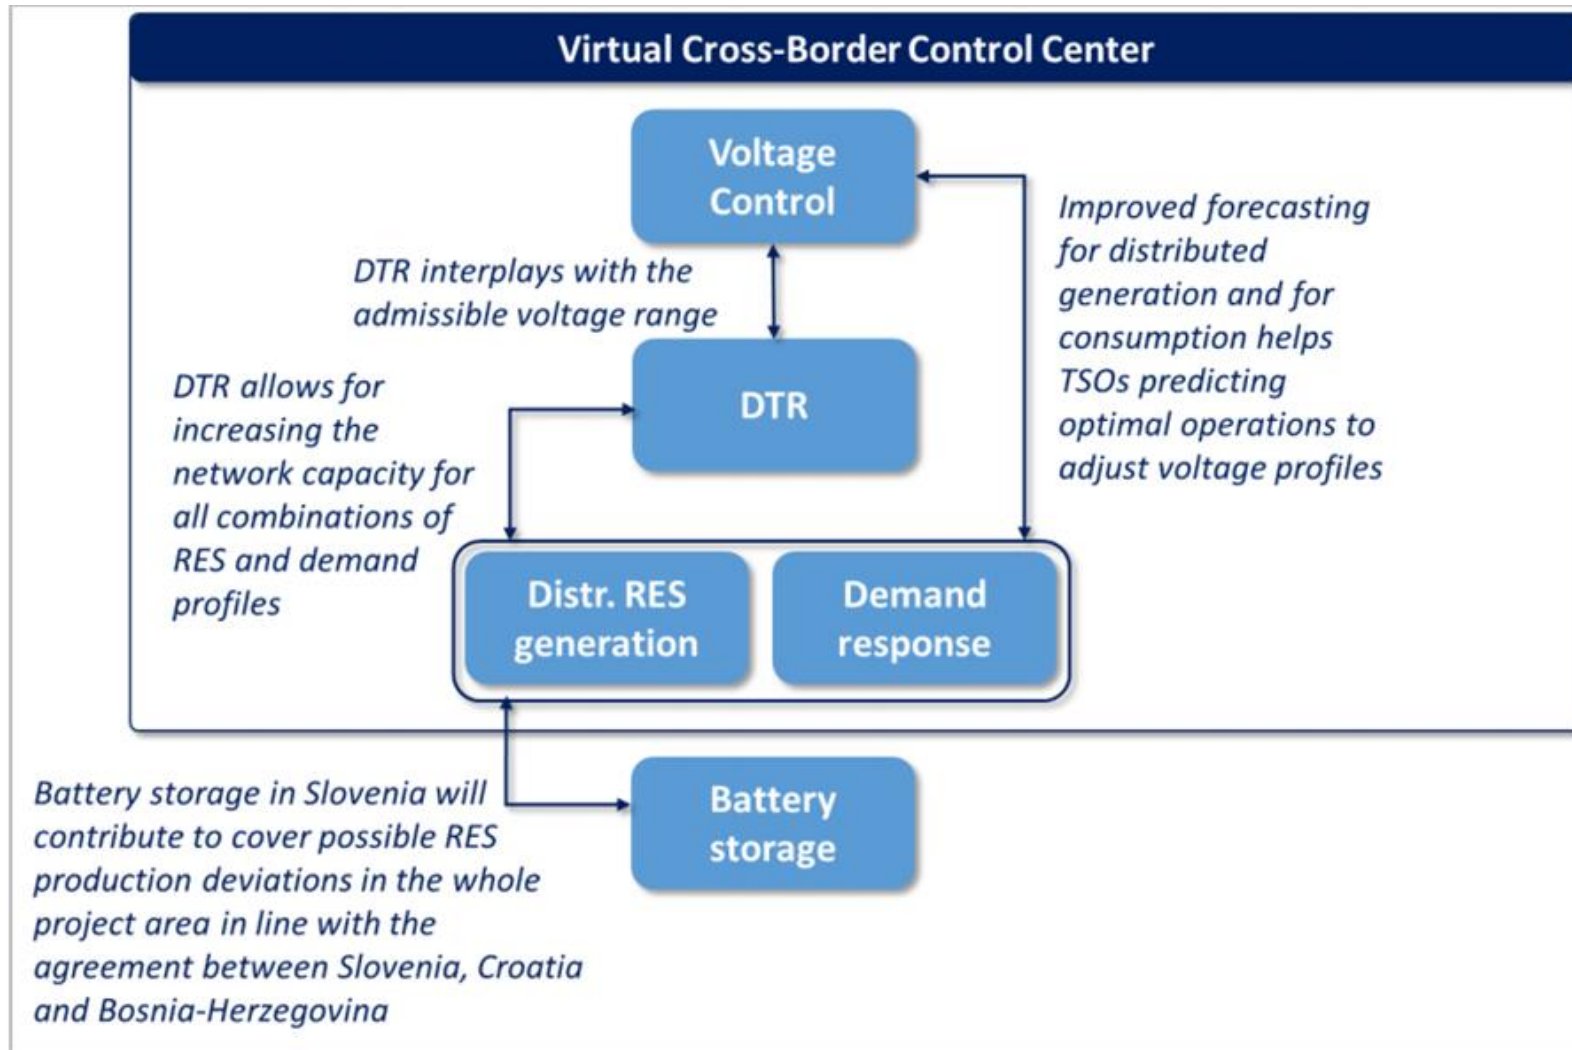 Virtual Cross-Border Control Center
Voltage
Control
Improved forecasting
for distributed
generation and for
consumption helps
TSOs predicting
optimal operations to
adjust voltage profiles
DTR interplays with the
admissible voltage range
DTR
DTR allows for
increasing the
network capacity for
all combinations of
RES and demand
profiles
Distr. RES
generation
Demand
response
Battery
storage
Battery storage in Slovenia will
contribute to cover possible RES
production deviations in the whole
project area in line with the
agreement between Slovenia, Croatia
and Bosnia-Herzegovina